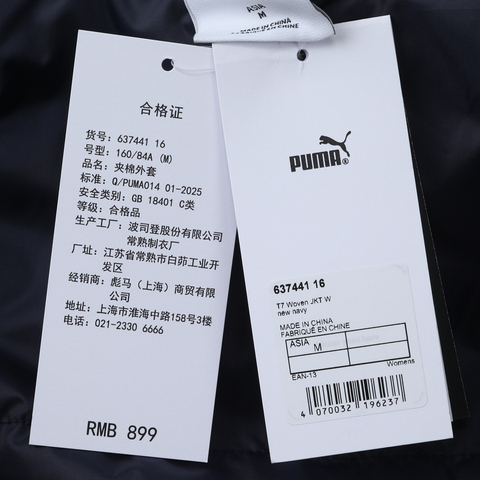 ASIA
M
MADE IN CHINA
FABRIQUÉ EN CHINE
合格证
货号: 637441 16
号型: 160/84A (M)
品名: 夹棉外套
标准: Q/PUMA014 01-2025
安全类别: GB 18401 C类
等级: 合格品
生产工厂: 波司登股份有限公司
常熟制衣厂
厂址: 江苏省常熟市白茆工业开
发区
经销商: 彪马（上海）商贸有限
公司
地址: 上海市淮海中路158号3楼
电话: 021-2330 6666
RMB 899
PUMA®
637441 16
T7 Woven JKT W
new navy
MADE IN CHINA
FABRIQUÉ EN CHINE
ASIA
M
EAN-13
Womens
4 070032 196237